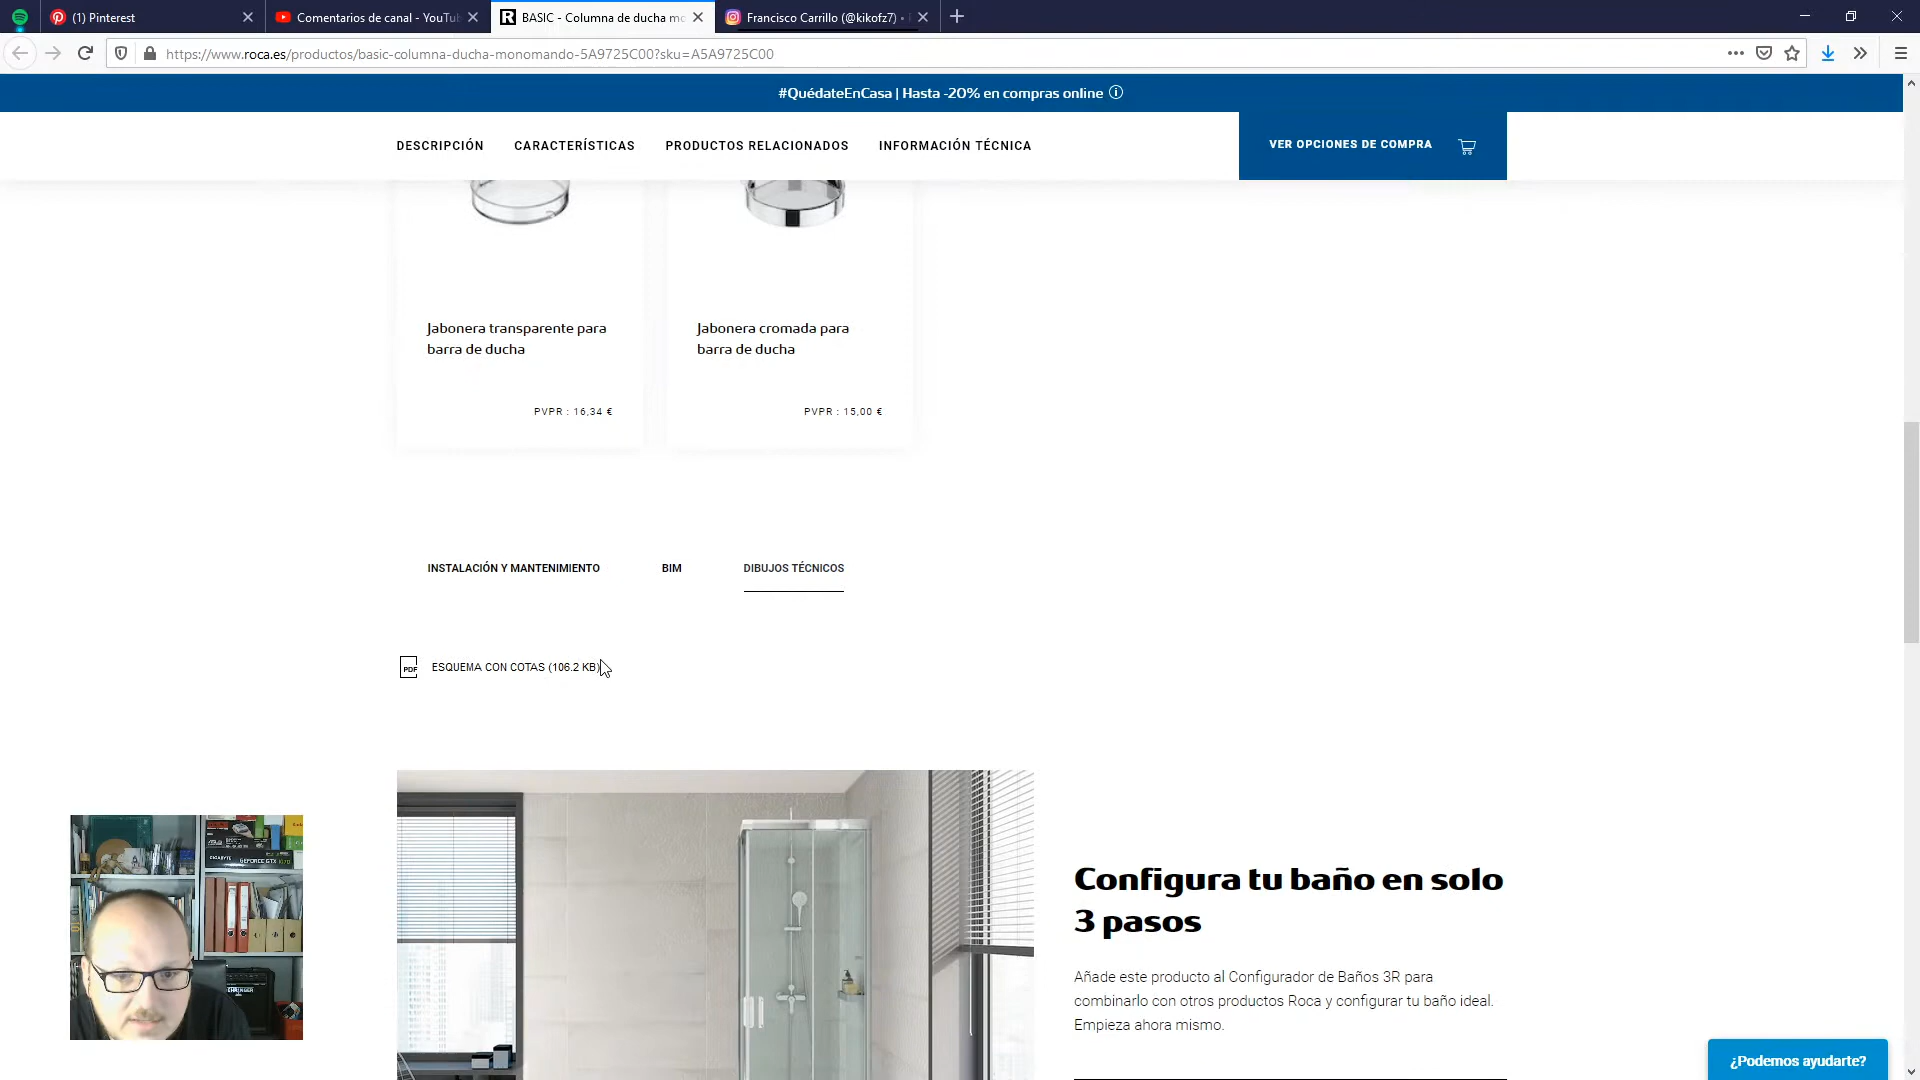 (1) Pinterest
Comentarios de canal - YouTu
BASIC - Columna de ducha mo
Francisco Carrillo (@kikofz7) •
https://www.roca.es/productos/basic-columna-ducha-monomando-5A9725C00?sku=A5A9725C00
#QuédateEnCasa | Hasta -20% en compras online
DESCRIPCIÓN CARACTERÍSTICAS PRODUCTOS RELACIONADOS INFORMACIÓN TÉCNICA
VER OPCIONES DE COMPRA
Jabonera transparente para
barra de ducha
PVPR : 16,34 €
Jabonera cromada para
barra de ducha
PVPR : 15,00 €
INSTALACIÓN Y MANTENIMIENTO BIM DIBUJOS TÉCNICOS
PDF ESQUEMA CON COTAS (106.2 KB)
GIGABYTE GEFORCE GTX
BEHRINGER
Configura tu baño en solo
3 pasos
Añade este producto al Configurador de Baños 3R para
combinarlo con otros productos Roca y configurar tu baño ideal.
Empieza ahora mismo.
¿Podemos ayudarte?